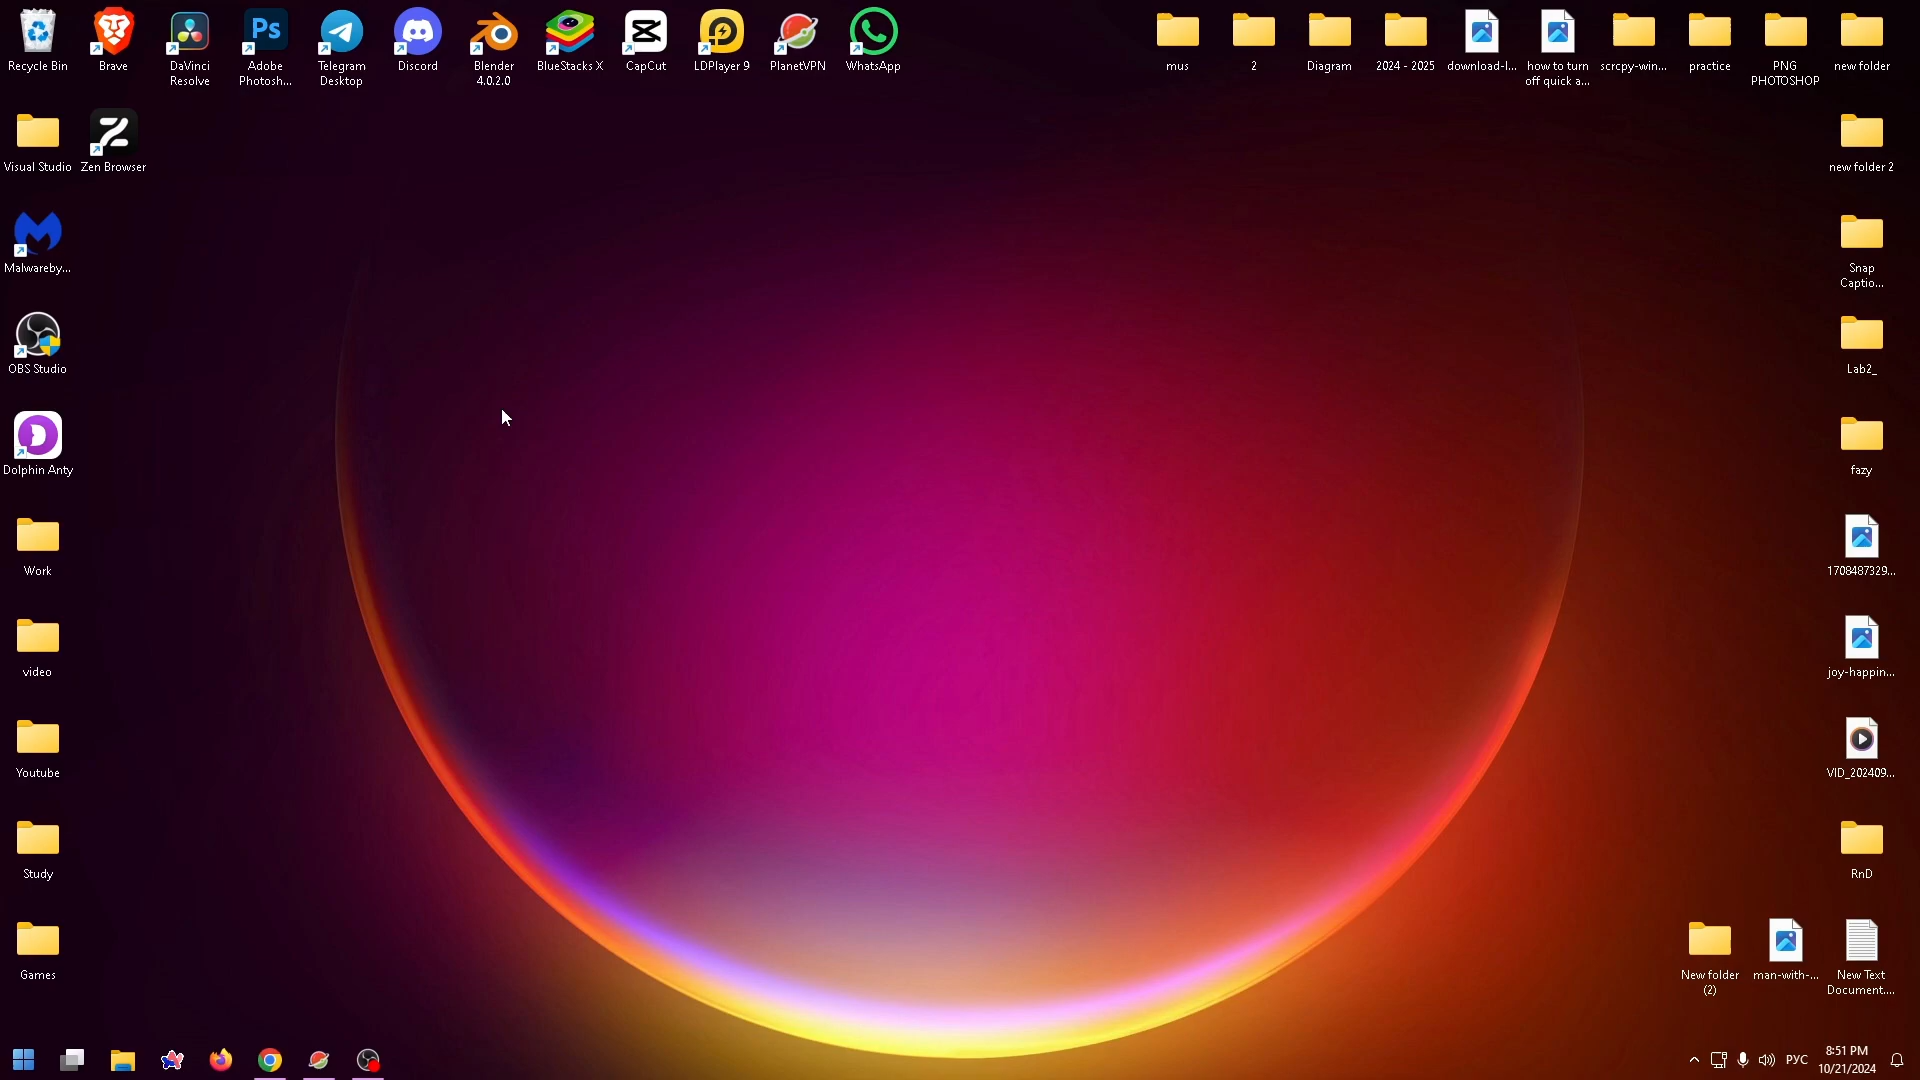 Recycle Bin
Brave
DaVinci
Resolve
Ps
Adobe
Photosh...
Telegram
Desktop
Discord
Blender
4.0.2.0
BlueStacks X
CapCut
LDPlayer 9
PlanetVPN
WhatsApp
mus
2
Diagram
2024 - 2025
download-l...
how to turn
off quick a...
scrcpy-win...
practice
PNG
PHOTOSHOP
new folder
Visual Studio
Zen Browser
new folder 2
Malwareby...
Snap
Captio...
OBS Studio
Lab2_
Dolphin Anty
fazy
Work
1708487329...
video
joy-happin...
Youtube
VID_202409...
Study
RnD
Games
New folder
(2)
man-with-...
New Text
Document....
РУС
8:51 PM
10/21/2024